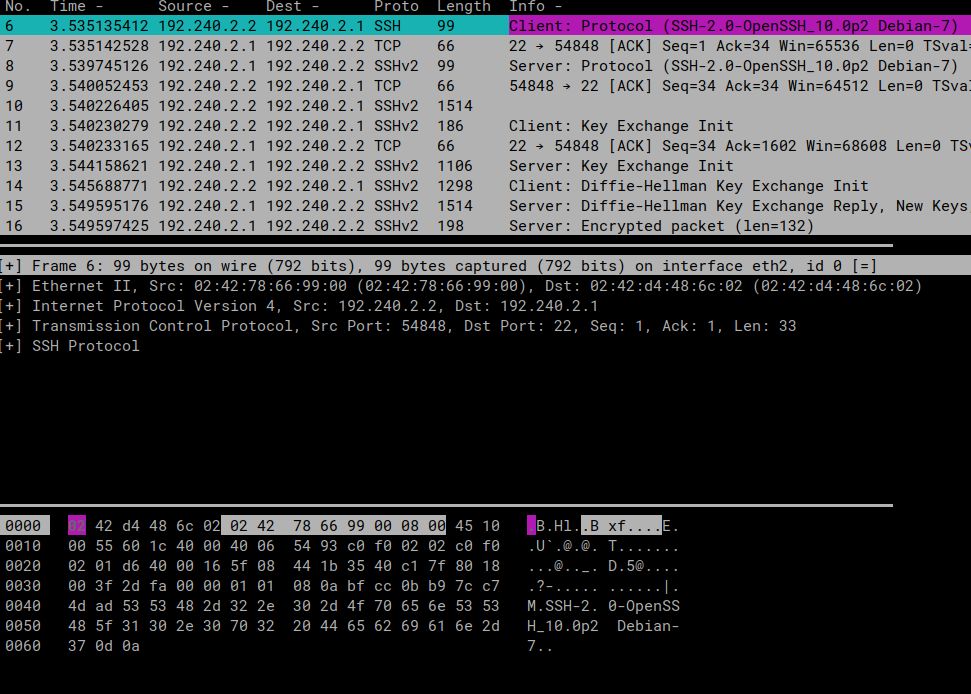 No. Time - Source - Dest - Proto Length Info -
6 3.535135412 192.240.2.2 192.240.2.1 SSH 99 Client: Protocol (SSH-2.0-OpenSSH_10.0p2 Debian-7)
7 3.535142528 192.240.2.1 192.240.2.2 TCP 66 22 → 54848 [ACK] Seq=1 Ack=34 Win=65536 Len=0 TSval=
8 3.539745126 192.240.2.1 192.240.2.2 SSHv2 99 Server: Protocol (SSH-2.0-OpenSSH_10.0p2 Debian-7)
9 3.540052453 192.240.2.2 192.240.2.1 TCP 66 54848 → 22 [ACK] Seq=34 Ack=34 Win=64512 Len=0 TSva
10 3.540226405 192.240.2.2 192.240.2.1 SSHv2 1514
11 3.540230279 192.240.2.2 192.240.2.1 SSHv2 186 Client: Key Exchange Init
12 3.540233165 192.240.2.1 192.240.2.2 TCP 66 22 → 54848 [ACK] Seq=34 Ack=1602 Win=68608 Len=0 TSv
13 3.544158621 192.240.2.1 192.240.2.2 SSHv2 1106 Server: Key Exchange Init
14 3.545688771 192.240.2.2 192.240.2.1 SSHv2 1298 Client: Diffie-Hellman Key Exchange Init
15 3.549595176 192.240.2.1 192.240.2.2 SSHv2 1514 Server: Diffie-Hellman Key Exchange Reply, New Keys
16 3.549597425 192.240.2.1 192.240.2.2 SSHv2 198 Server: Encrypted packet (len=132)
[+] Frame 6: 99 bytes on wire (792 bits), 99 bytes captured (792 bits) on interface eth2, id 0 [=]
[+] Ethernet II, Src: 02:42:78:66:99:00 (02:42:78:66:99:00), Dst: 02:42:d4:48:6c:02 (02:42:d4:48:6c:02)
[+] Internet Protocol Version 4, Src: 192.240.2.2, Dst: 192.240.2.1
[+] Transmission Control Protocol, Src Port: 54848, Dst Port: 22, Seq: 1, Ack: 1, Len: 33
[+] SSH Protocol
0000 02 42 d4 48 6c 02 02 42 78 66 99 00 08 00 45 10 .B.Hl..B xf....E.
0010 00 55 60 1c 40 00 40 06 54 93 c0 f0 02 02 c0 f0 .U`.@.@. T.......
0020 02 01 d6 40 00 16 5f 08 44 1b 35 40 c1 7f 80 18 ...@.._. D.5@....
0030 00 3f 2d fa 00 00 01 01 08 0a bf cc 0b b9 7c c7 .?-..... ......|.
0040 4d ad 53 53 48 2d 32 2e 30 2d 4f 70 65 6e 53 53 M.SSH-2. 0-OpenSS
0050 48 5f 31 30 2e 30 70 32 20 44 65 62 69 61 6e 2d H_10.0p2 Debian-
0060 37 0d 0a 7..